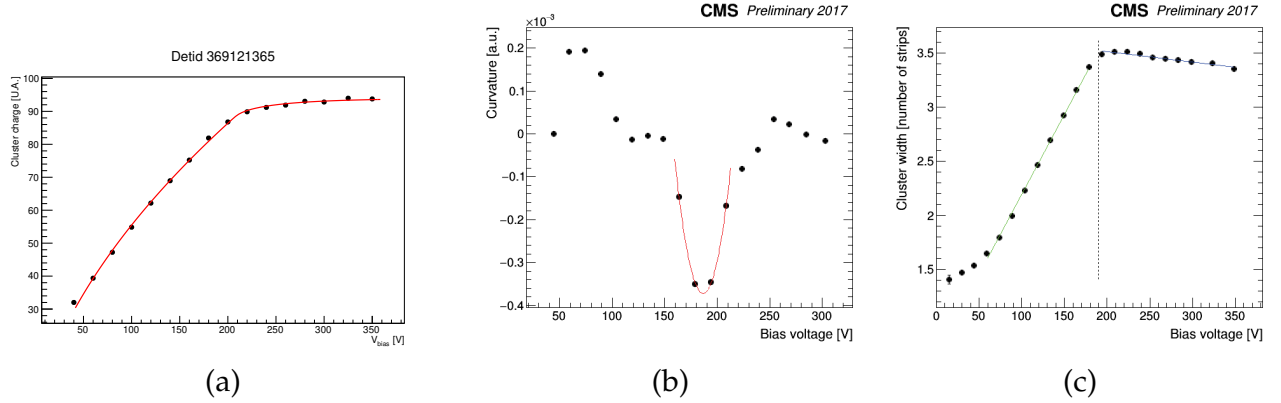 Detid 369121365
Cluster charge [U.A.]
100
90
80
70
60
50
40
30
50 100 150 200 250 300 350
V_bias [V]
(a)
CMS Preliminary 2017
×10⁻³
Curvature [a.u.]
0.2
0.1
0
−0.1
−0.2
−0.3
−0.4
50 100 150 200 250 300
Bias voltage [V]
(b)
CMS Preliminary 2017
Cluster width [number of strips]
3.5
3
2.5
2
1.5
0 50 100 150 200 250 300 350
Bias voltage [V]
(c)